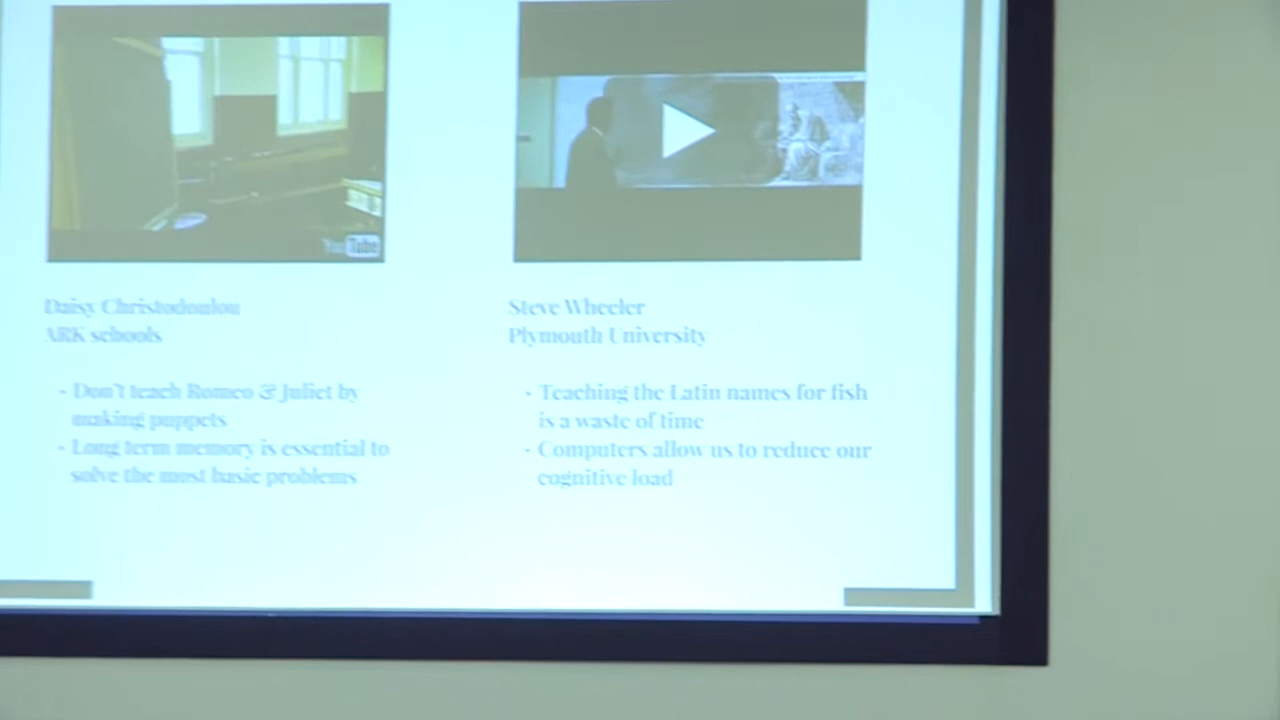 YouTube
Daisy Christodoulou
ARK schools
- Don't teach Romeo & Juliet by
making puppets
- Long term memory is essential to
solve the most basic problems
Steve Wheeler
Plymouth University
- Teaching the Latin names for fish
is a waste of time
- Computers allow us to reduce our
cognitive load